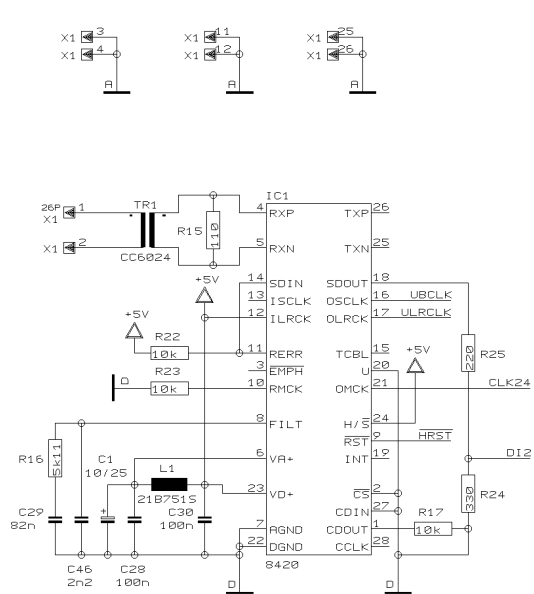 X1 3
X1 4
A
X1 11
X1 12
A
X1 25
X1 26
A
26P 1
X1
X1 2
TR1
CC6024
R15
110
IC1
4 RXP TXP 26
5 RXN TXN 25
14 SDIN SDOUT 18
13 ISCLK OSCLK 16 UBCLK
12 ILRCK OLRCK 17 ULRCLK
11 RERR TCBL 15
3 EMPH U 20
10 RMCK OMCK 21 CLK24
8 FILT H/S 24
RST 9 HRST
6 VA+ INT 19
23 VD+ CS 2
CDIN 27
7 AGND CDOUT 1
22 DGND CCLK 28
8420
+5V
+5V
R22
10k
R23
10k
D
R16
5k11
C1
10/25
+
L1
21B751S
C29
82n
C30
100n
C46
2n2
C28
100n
D
+5V
R25
220
DI2
R24
330
R17
10k
D